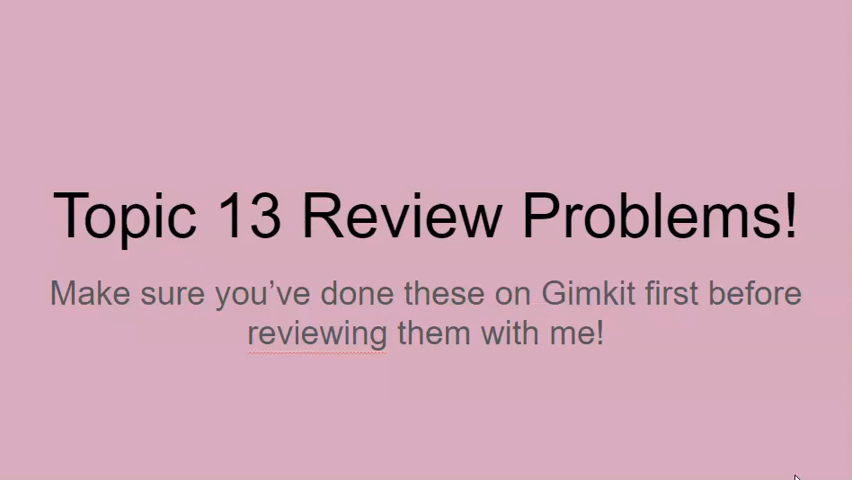 Topic 13 Review Problems!
Make sure you’ve done these on Gimkit first before
reviewing them with me!